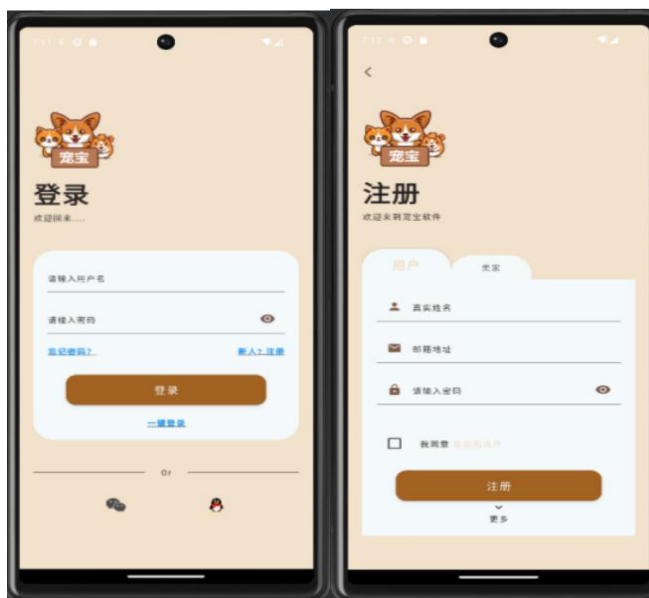 宠宝
登录
欢迎回来.....
请输入用户名
请输入密码
忘记密码?
新人?注册
登录
一键登录
Or
宠宝
注册
欢迎来到宠宝软件
用户
卖家
真实姓名
邮箱地址
请输入密码
我同意
注册
更多